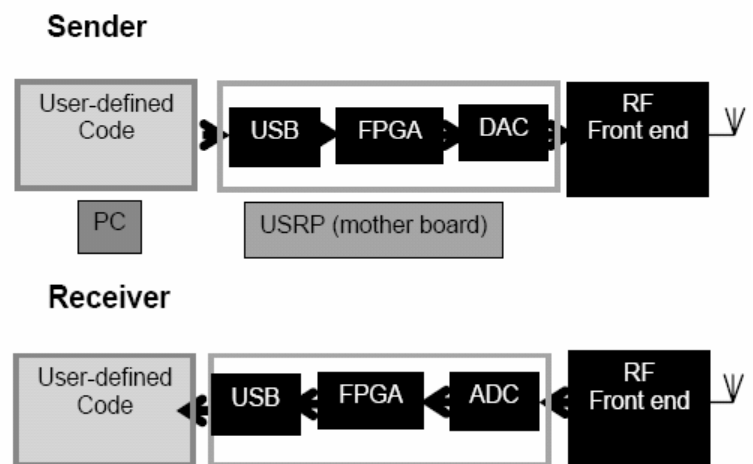 Sender
User-defined
Code
USB
FPGA
DAC
RF
Front end
PC
USRP (mother board)
Receiver
User-defined
Code
USB
FPGA
ADC
RF
Front end